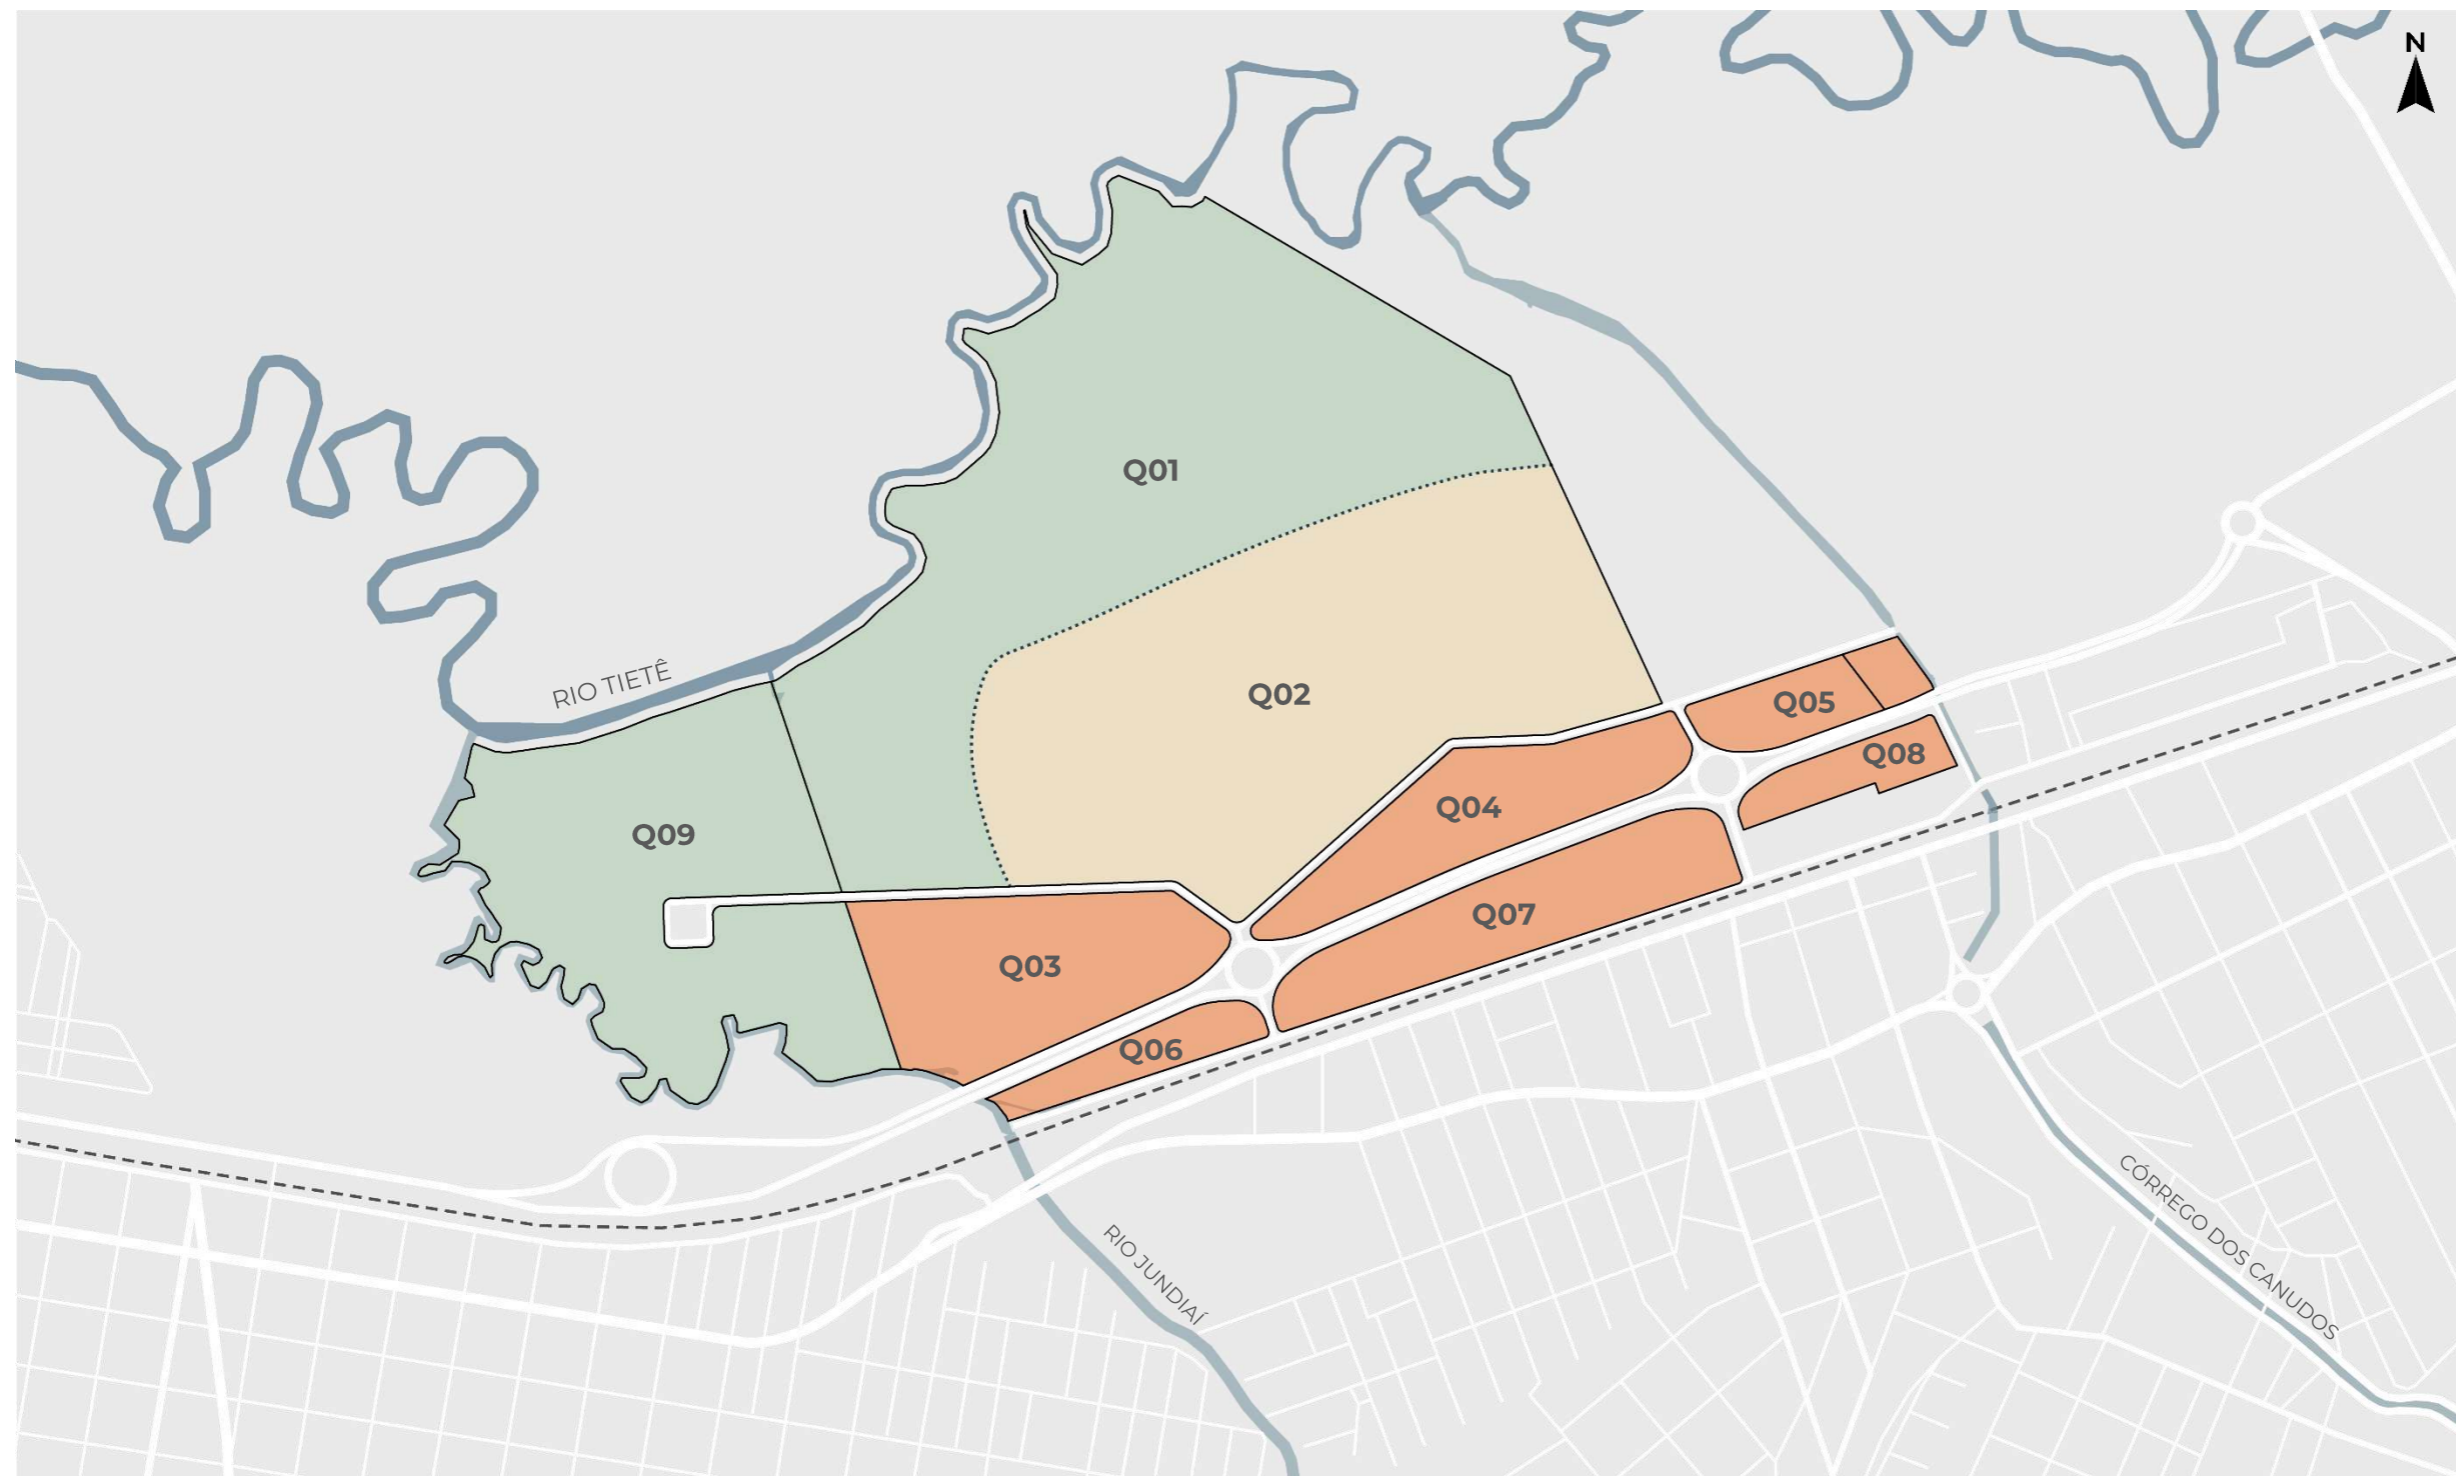 N
Q01
RIO TIETÊ
Q02
Q05
Q08
Q04
Q09
Q07
Q03
Q06
RIO JUNDIAÍ
CÓRREGO DOS CANUDOS